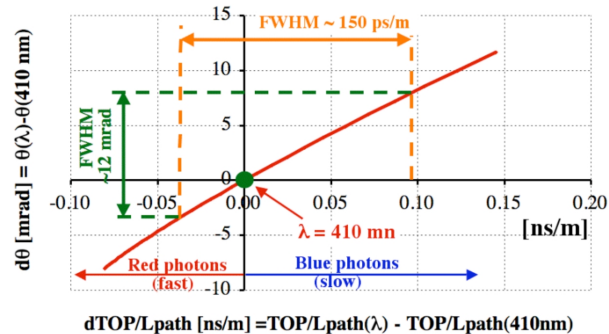 15
FWHM ~ 150 ps/m
10
5
0
-0.10 -0.05 0.00 0.05 0.10 0.15 0.20
[ns/m]
λ = 410 mn
-5
Red photons
(fast)
Blue photons
(slow)
-10
FWHM
~12 mrad
dθ [mrad] = θ(λ)-θ(410 nm)
dTOP/Lpath [ns/m] =TOP/Lpath(λ) - TOP/Lpath(410nm)